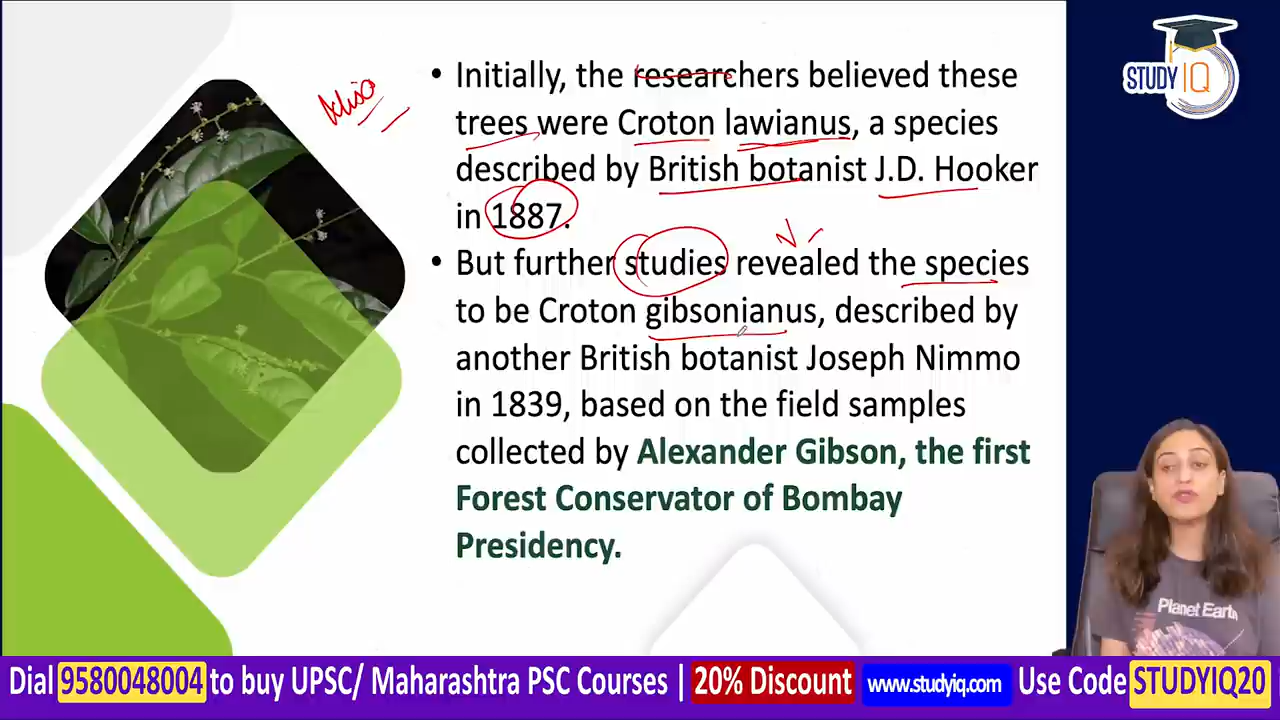 STUDY IQ
• Initially, the researchers believed these
trees were Croton lawianus, a species
described by British botanist J.D. Hooker
in 1887.
• But further studies revealed the species
to be Croton gibsonianus, described by
another British botanist Joseph Nimmo
in 1839, based on the field samples
collected by Alexander Gibson, the first
Forest Conservator of Bombay
Presidency.
Planet Earth
Dial 9580048004 to buy UPSC/ Maharashtra PSC Courses | 20% Discount www.studyiq.com Use Code STUDYIQ20